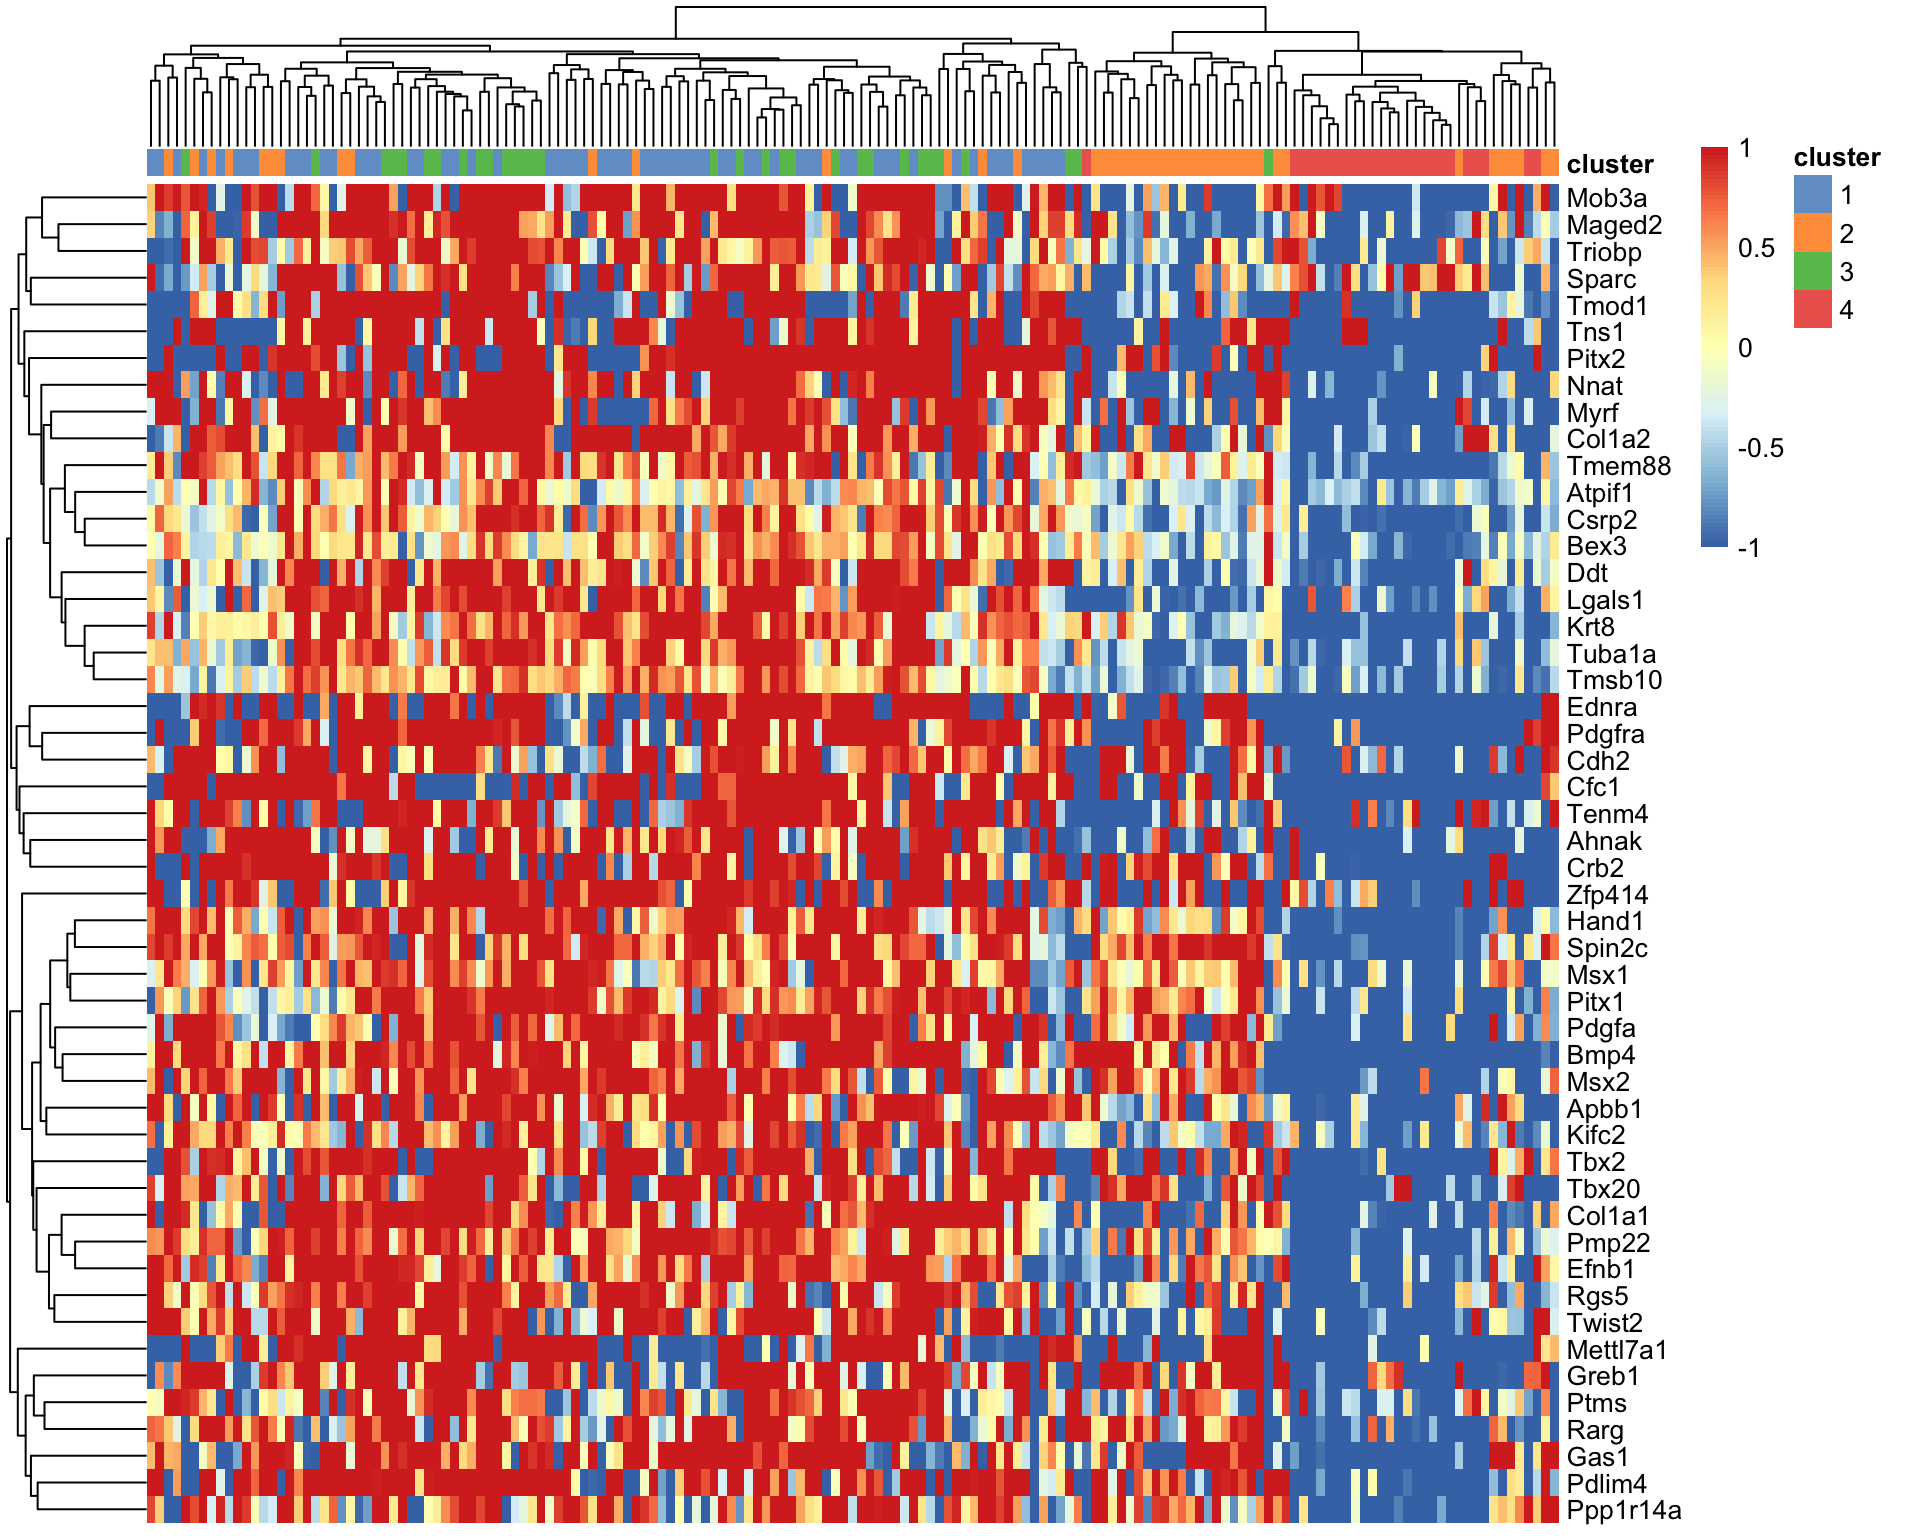 cluster
Mob3a
Maged2
Triobp
Sparc
Tmod1
Tns1
Pitx2
Nnat
Myrf
Col1a2
Tmem88
Atpif1
Csrp2
Bex3
Ddt
Lgals1
Krt8
Tuba1a
Tmsb10
Ednra
Pdgfra
Cdh2
Cfc1
Tenm4
Ahnak
Crb2
Zfp414
Hand1
Spin2c
Msx1
Pitx1
Pdgfa
Bmp4
Msx2
Apbb1
Kifc2
Tbx2
Tbx20
Col1a1
Pmp22
Efnb1
Rgs5
Twist2
Mettl7a1
Greb1
Ptms
Rarg
Gas1
Pdlim4
Ppp1r14a
1
0.5
0
-0.5
-1
cluster
1
2
3
4